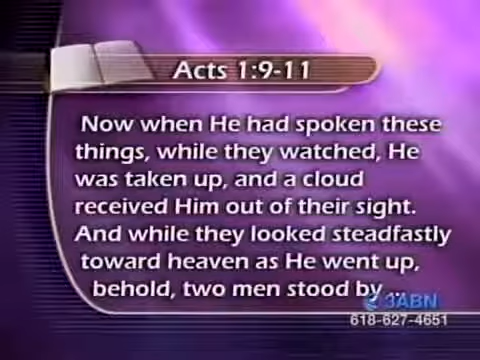 Acts 1:9-11
Now when He had spoken these
things, while they watched, He
was taken up, and a cloud
received Him out of their sight.
And while they looked steadfastly
toward heaven as He went up,
behold, two men stood by...
3ABN
618-627-4651